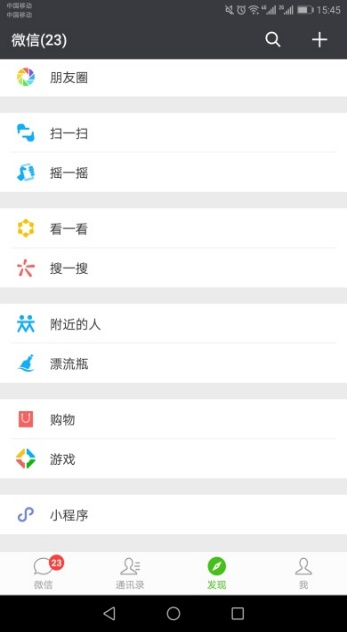 中国移动
中国移动
15:45
微信(23)
朋友圈
扫一扫
摇一摇
看一看
搜一搜
附近的人
漂流瓶
购物
游戏
小程序
23
微信
通讯录
发现
我